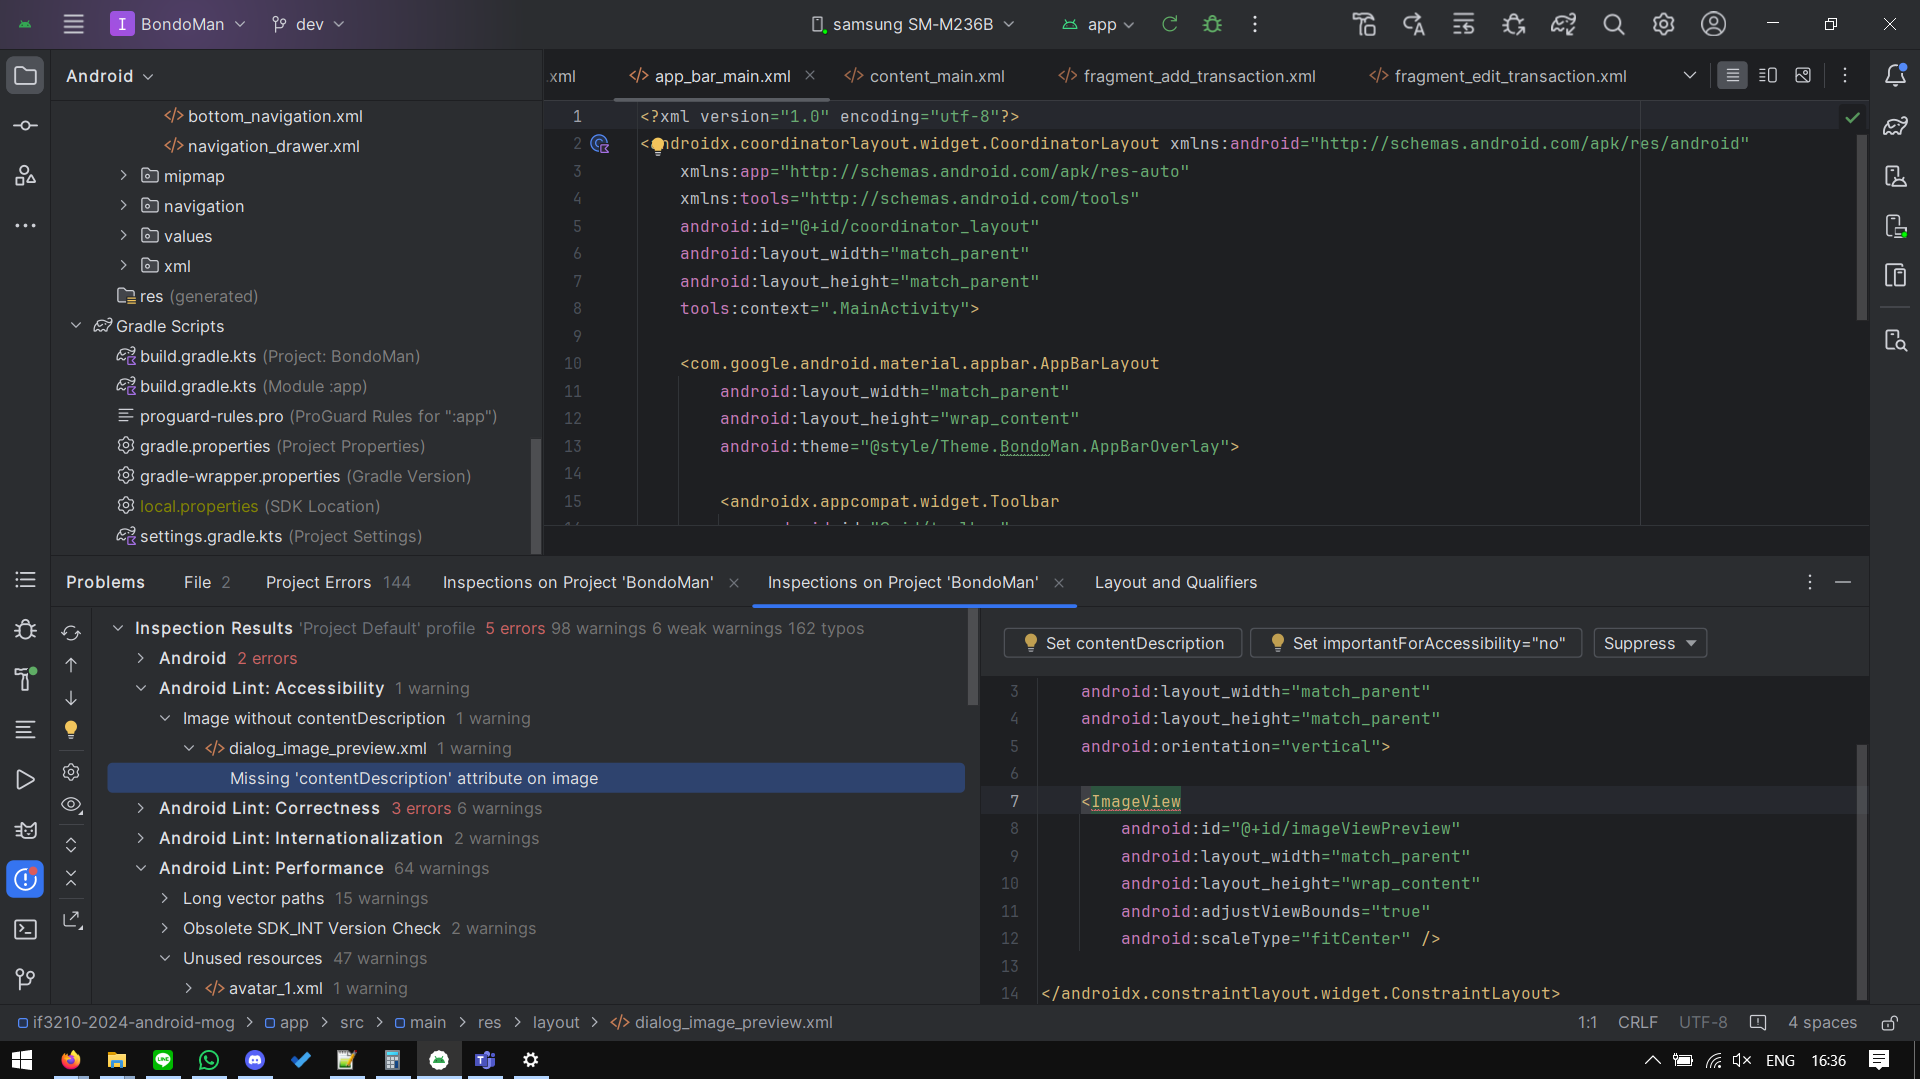 I BondoMan dev samsung SM-M236B app
Android
bottom_navigation.xml
navigation_drawer.xml
mipmap
navigation
values
xml
res (generated)
Gradle Scripts
build.gradle.kts (Project: BondoMan)
build.gradle.kts (Module :app)
proguard-rules.pro (ProGuard Rules for ":app")
gradle.properties (Project Properties)
gradle-wrapper.properties (Gradle Version)
local.properties (SDK Location)
settings.gradle.kts (Project Settings)
.xml app_bar_main.xml content_main.xml fragment_add_transaction.xml fragment_edit_transaction.xml
1 <?xml version="1.0" encoding="utf-8"?>
2 <androidx.coordinatorlayout.widget.CoordinatorLayout xmlns:android="http://schemas.android.com/apk/res/android"
3 xmlns:app="http://schemas.android.com/apk/res-auto"
4 xmlns:tools="http://schemas.android.com/tools"
5 android:id="@+id/coordinator_layout"
6 android:layout_width="match_parent"
7 android:layout_height="match_parent"
8 tools:context=".MainActivity">
9
10 <com.google.android.material.appbar.AppBarLayout
11 android:layout_width="match_parent"
12 android:layout_height="wrap_content"
13 android:theme="@style/Theme.BondoMan.AppBarOverlay">
14
15 <androidx.appcompat.widget.Toolbar
Problems File 2 Project Errors 144 Inspections on Project 'BondoMan' Inspections on Project 'BondoMan' Layout and Qualifiers
Inspection Results 'Project Default' profile 5 errors 98 warnings 6 weak warnings 162 typos
Android 2 errors
Android Lint: Accessibility 1 warning
Image without contentDescription 1 warning
dialog_image_preview.xml 1 warning
Missing 'contentDescription' attribute on image
Android Lint: Correctness 3 errors 6 warnings
Android Lint: Internationalization 2 warnings
Android Lint: Performance 64 warnings
Long vector paths 15 warnings
Obsolete SDK_INT Version Check 2 warnings
Unused resources 47 warnings
avatar_1.xml 1 warning
Set contentDescription Set importantForAccessibility="no" Suppress
3 android:layout_width="match_parent"
4 android:layout_height="match_parent"
5 android:orientation="vertical">
6
7 <ImageView
8 android:id="@+id/imageViewPreview"
9 android:layout_width="match_parent"
10 android:layout_height="wrap_content"
11 android:adjustViewBounds="true"
12 android:scaleType="fitCenter" />
13
14 </androidx.constraintlayout.widget.ConstraintLayout>
if3210-2024-android-mog > app > src > main > res > layout > dialog_image_preview.xml 1:1 CRLF UTF-8 4 spaces
ENG 16:36